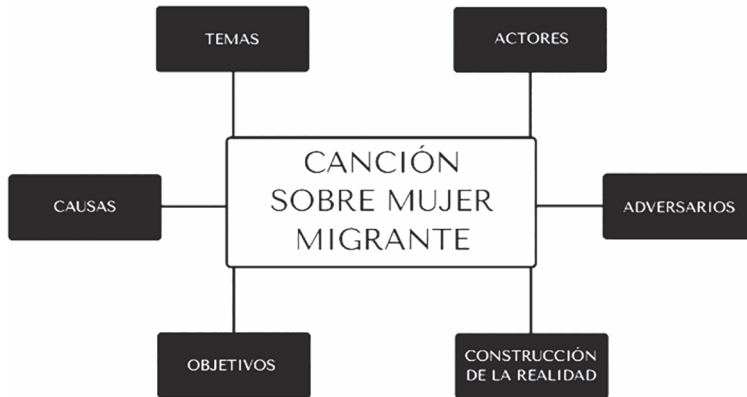 TEMAS
ACTORES
CANCIÓN
SOBRE MUJER
MIGRANTE
CAUSAS
ADVERSARIOS
OBJETIVOS
CONSTRUCCIÓN
DE LA REALIDAD